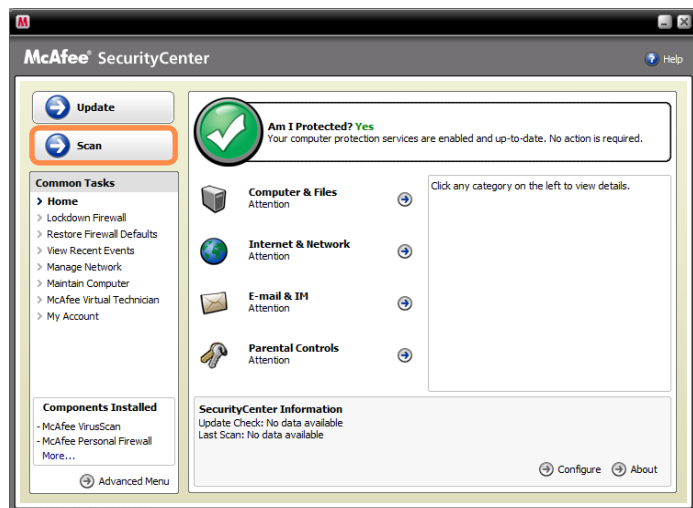 M
McAfee® SecurityCenter
Help
Update
Scan
Am I Protected? Yes
Your computer protection services are enabled and up-to-date. No action is required.
Common Tasks
> Home
> Lockdown Firewall
> Restore Firewall Defaults
> View Recent Events
> Manage Network
> Maintain Computer
> McAfee Virtual Technician
> My Account
Computer & Files
Attention
Internet & Network
Attention
E-mail & IM
Attention
Parental Controls
Attention
Click any category on the left to view details.
Components Installed
- McAfee VirusScan
- McAfee Personal Firewall
More...
Advanced Menu
SecurityCenter Information
Update Check: No data available
Last Scan: No data available
Configure
About